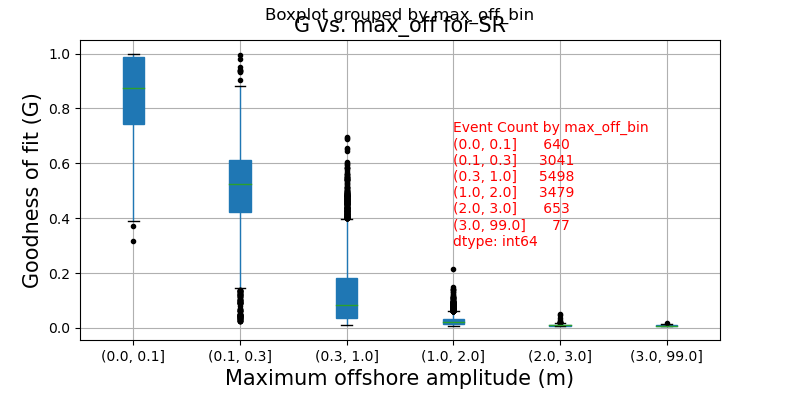 Boxplot grouped by max_off_bin
G vs. max_off for SR
Goodness of fit (G)
1.0
0.8
0.6
0.4
0.2
0.0
Event Count by max_off_bin
(0.0, 0.1] 640
(0.1, 0.3] 3041
(0.3, 1.0] 5498
(1.0, 2.0] 3479
(2.0, 3.0] 653
(3.0, 99.0] 77
dtype: int64
(0.0, 0.1] (0.1, 0.3] (0.3, 1.0] (1.0, 2.0] (2.0, 3.0] (3.0, 99.0]
Maximum offshore amplitude (m)